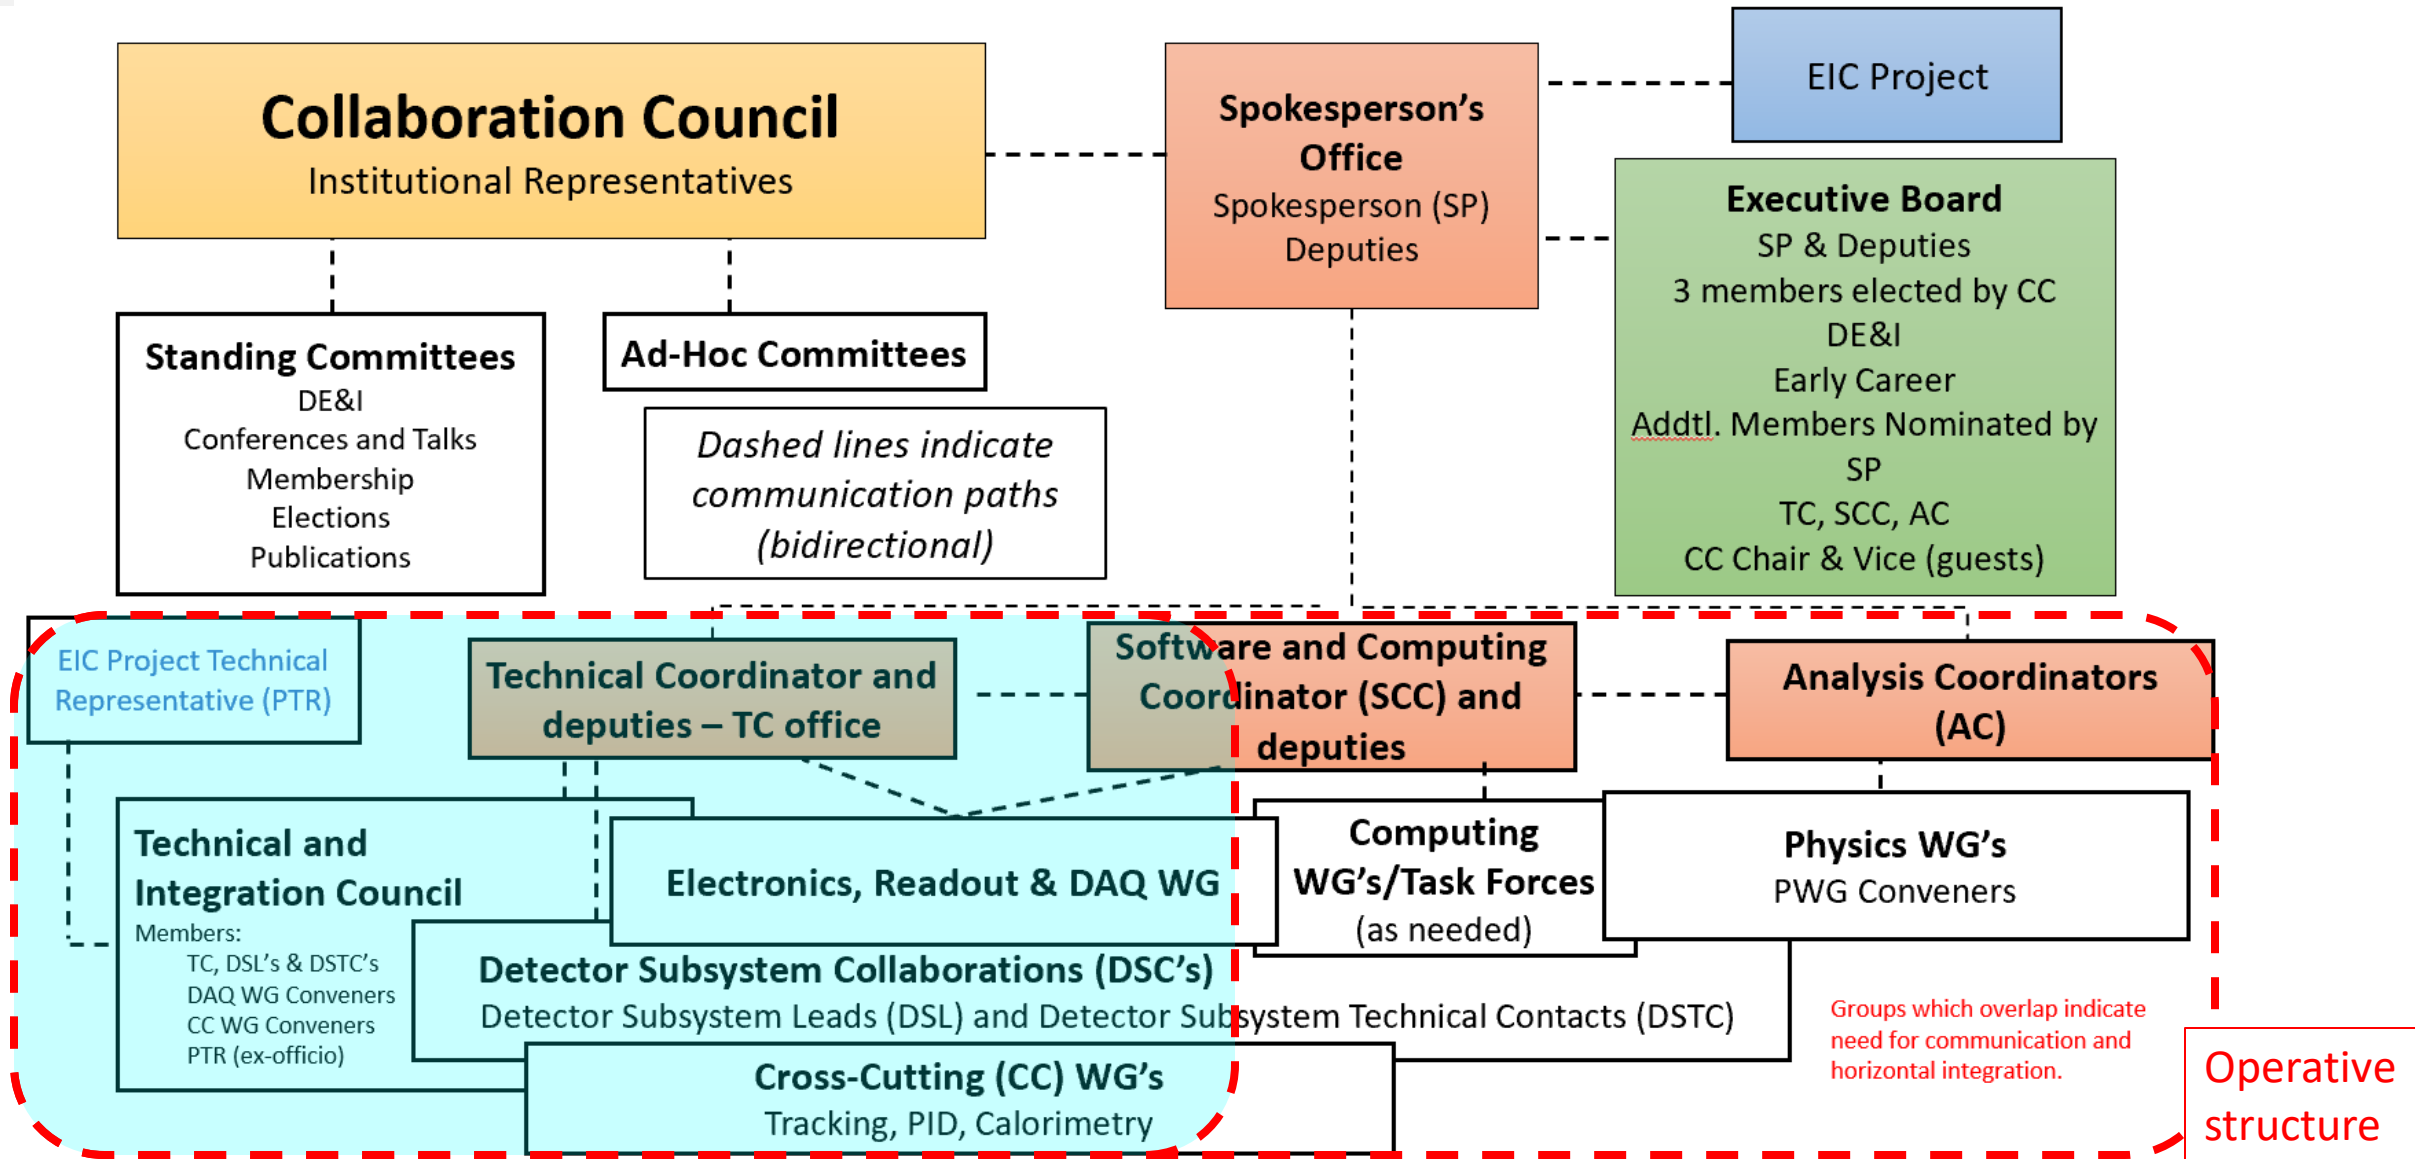 Collaboration Council
Institutional Representatives
Spokesperson's
Office
Spokesperson (SP)
Deputies
EIC Project
Executive Board
SP & Deputies
3 members elected by CC
DE&I
Early Career
Addtl. Members Nominated by
SP
TC, SCC, AC
CC Chair & Vice (guests)
Standing Committees
DE&I
Conferences and Talks
Membership
Elections
Publications
Ad-Hoc Committees
Dashed lines indicate
communication paths
(bidirectional)
EIC Project Technical
Representative (PTR)
Technical Coordinator and
deputies – TC office
Software and Computing
Coordinator (SCC) and
deputies
Analysis Coordinators
(AC)
Technical and
Integration Council
Members:
TC, DSL's & DSTC's
DAQ WG Conveners
CC WG Conveners
PTR (ex-officio)
Electronics, Readout & DAQ WG
Computing
WG's/Task Forces
(as needed)
Physics WG's
PWG Conveners
Detector Subsystem Collaborations (DSC's)
Detector Subsystem Leads (DSL) and Detector Subsystem Technical Contacts (DSTC)
Cross-Cutting (CC) WG's
Tracking, PID, Calorimetry
Groups which overlap indicate
need for communication and
horizontal integration.
Operative
structure